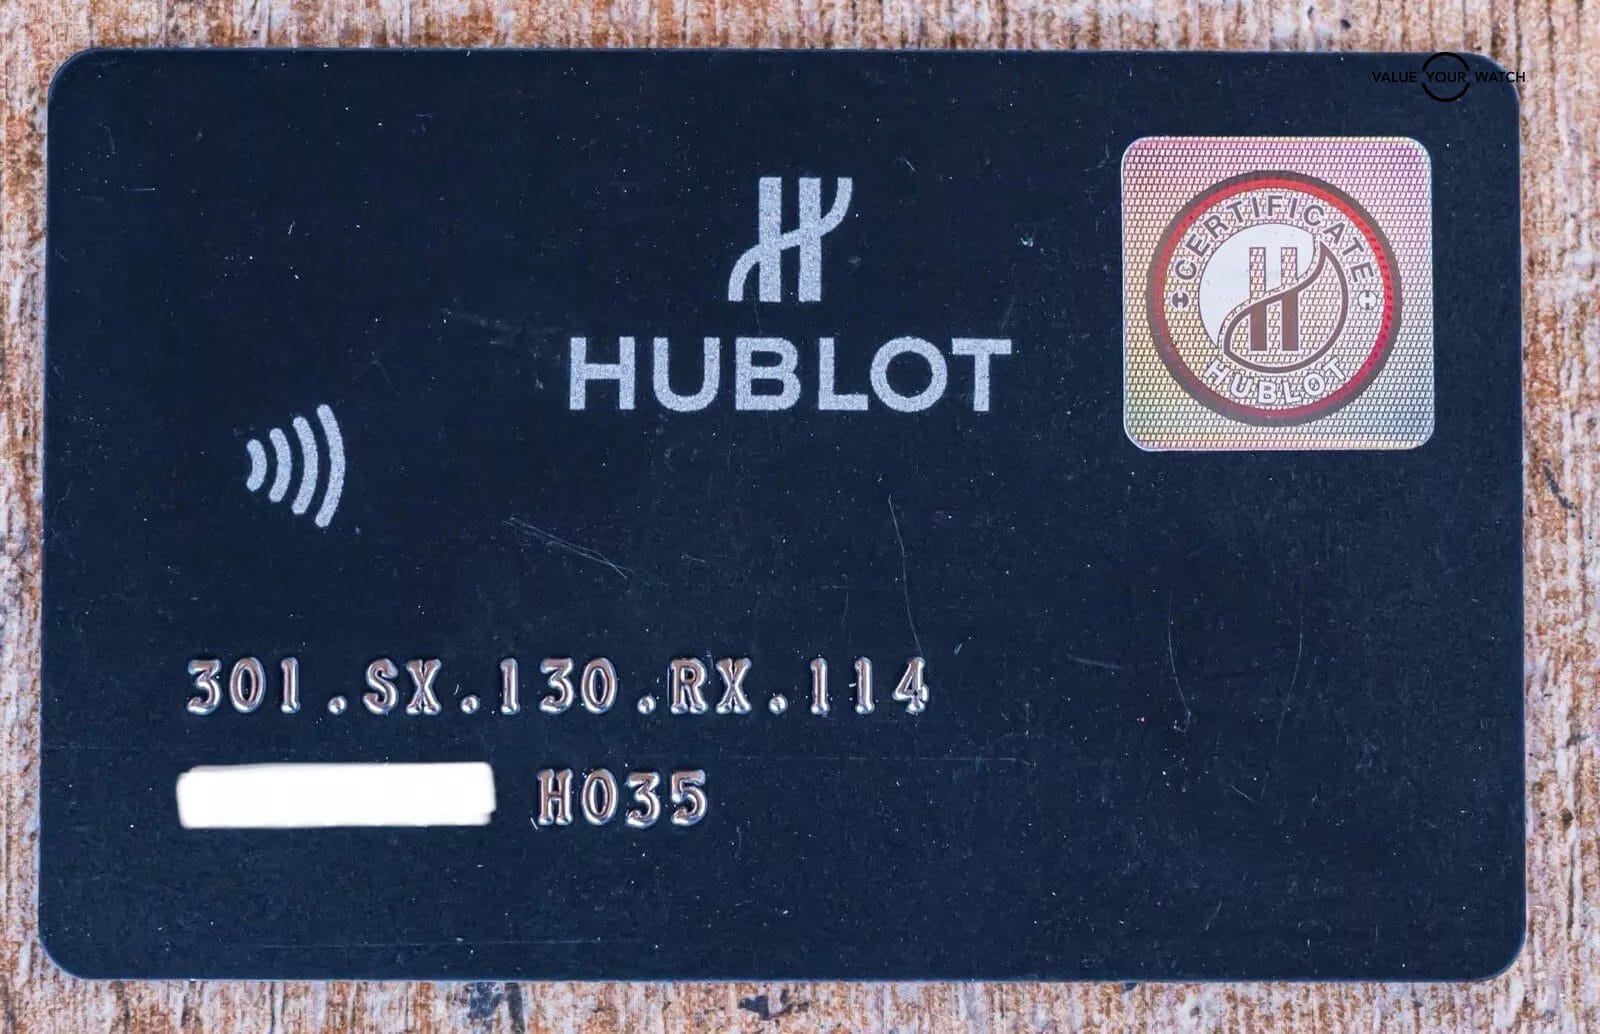 VALUE YOUR WATCH
HUBLOT
CERTIFICATE
HUBLOT
301.SX.130.RX.114
H035